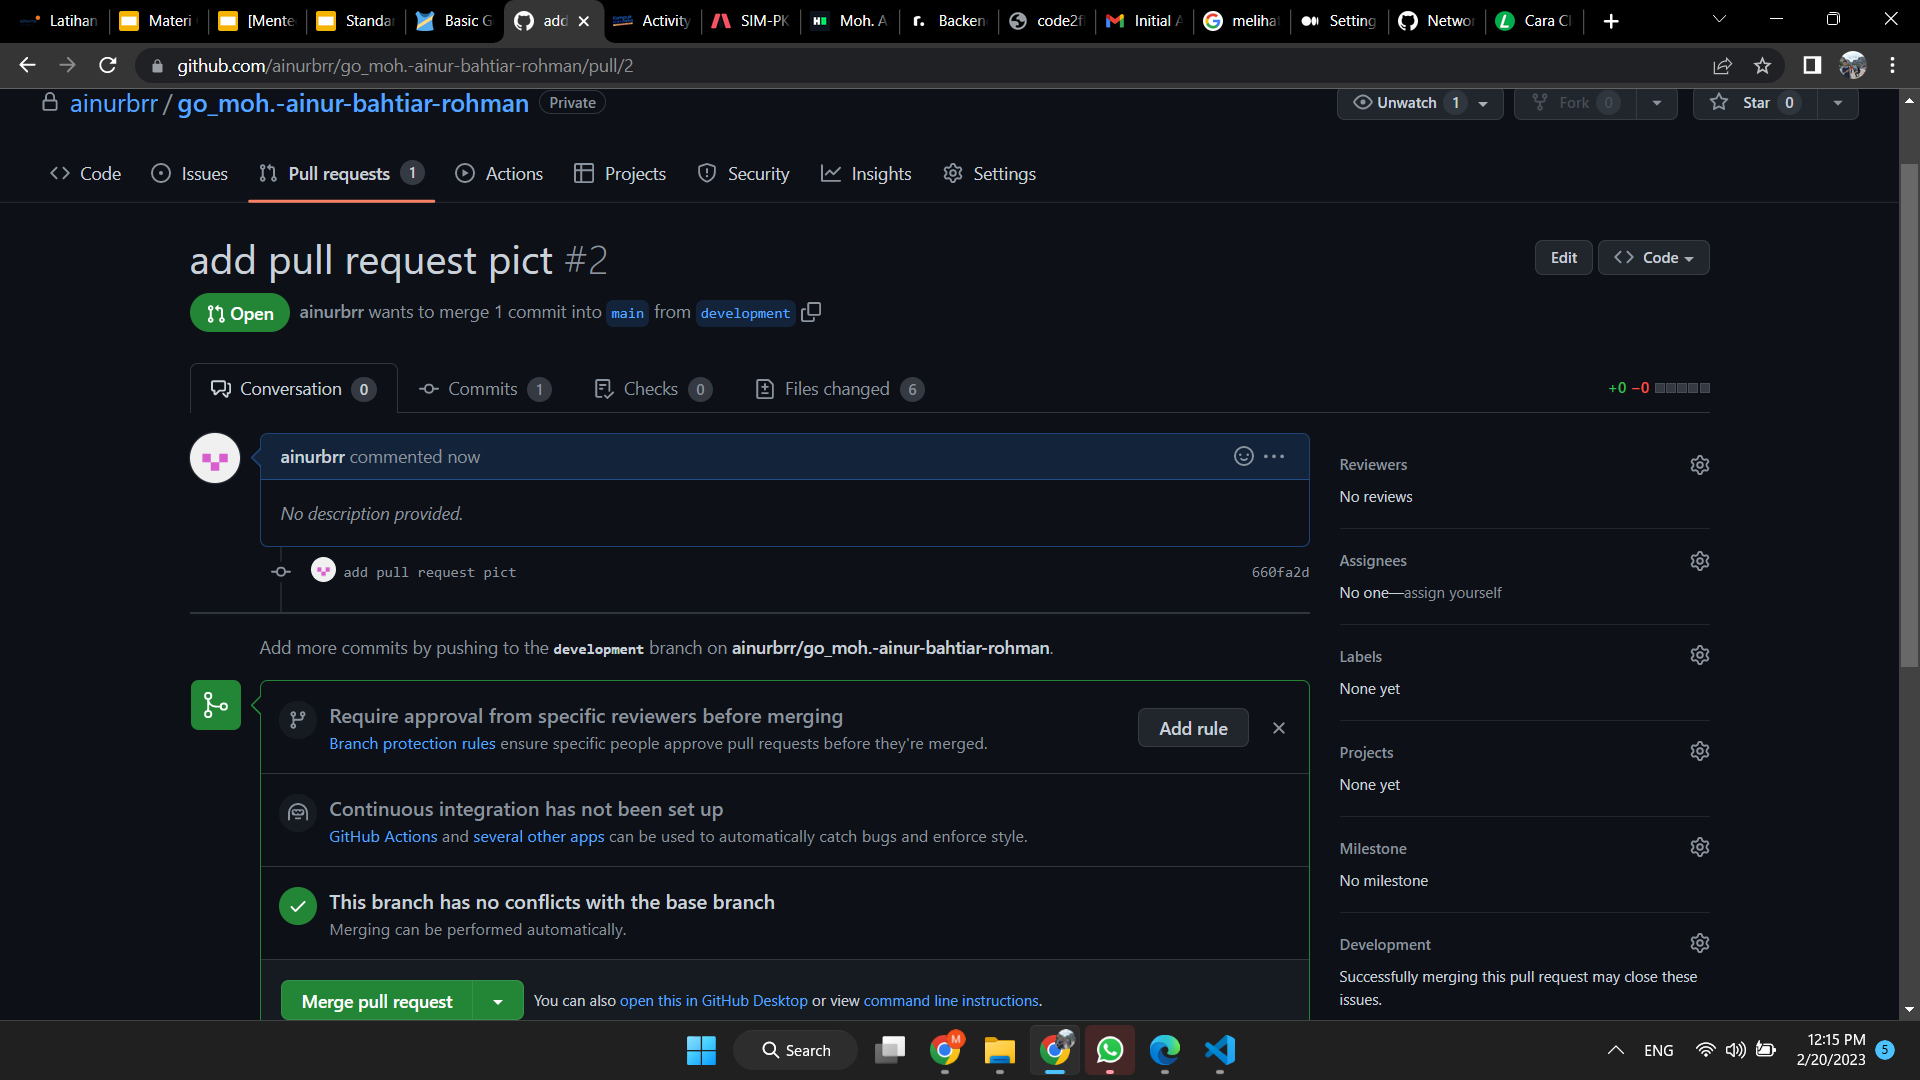 Latihan
Materi
[Mente
Standar
Basic G
add
Activity
SIM-PK
Moh. A
Backen
code2f
Initial A
meliha
Setting
Networ
Cara Cl
github.com/ainurbrr/go_moh.-ainur-bahtiar-rohman/pull/2
ainurbrr / go_moh.-ainur-bahtiar-rohman Private
Unwatch 1
Fork 0
Star 0
Code
Issues
Pull requests 1
Actions
Projects
Security
Insights
Settings
add pull request pict #2
Edit
Code
Open
ainurbrr wants to merge 1 commit into main from development
Conversation 0
Commits 1
Checks 0
Files changed 6
+0 −0
ainurbrr commented now
No description provided.
add pull request pict
660fa2d
Add more commits by pushing to the development branch on ainurbrr/go_moh.-ainur-bahtiar-rohman.
Require approval from specific reviewers before merging
Branch protection rules ensure specific people approve pull requests before they're merged.
Add rule
Continuous integration has not been set up
GitHub Actions and several other apps can be used to automatically catch bugs and enforce style.
This branch has no conflicts with the base branch
Merging can be performed automatically.
Merge pull request
You can also open this in GitHub Desktop or view command line instructions.
Reviewers
No reviews
Assignees
No one—assign yourself
Labels
None yet
Projects
None yet
Milestone
No milestone
Development
Successfully merging this pull request may close these
issues.
Search
M
ENG
12:15 PM
2/20/2023
5